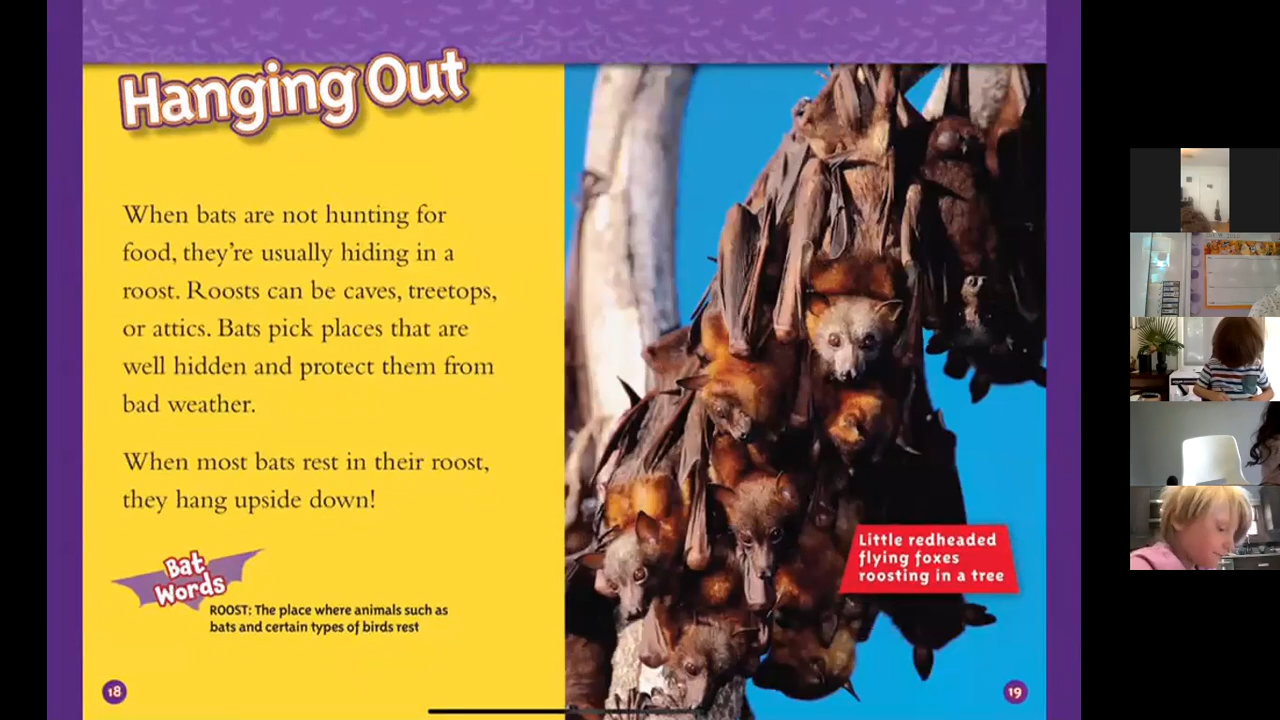 Hanging Out
When bats are not hunting for
food, they're usually hiding in a
roost. Roosts can be caves, treetops,
or attics. Bats pick places that are
well hidden and protect them from
bad weather.
When most bats rest in their roost,
they hang upside down!
Bat
Words
ROOST: The place where animals such as
bats and certain types of birds rest
18
Little redheaded
flying foxes
roosting in a tree
19